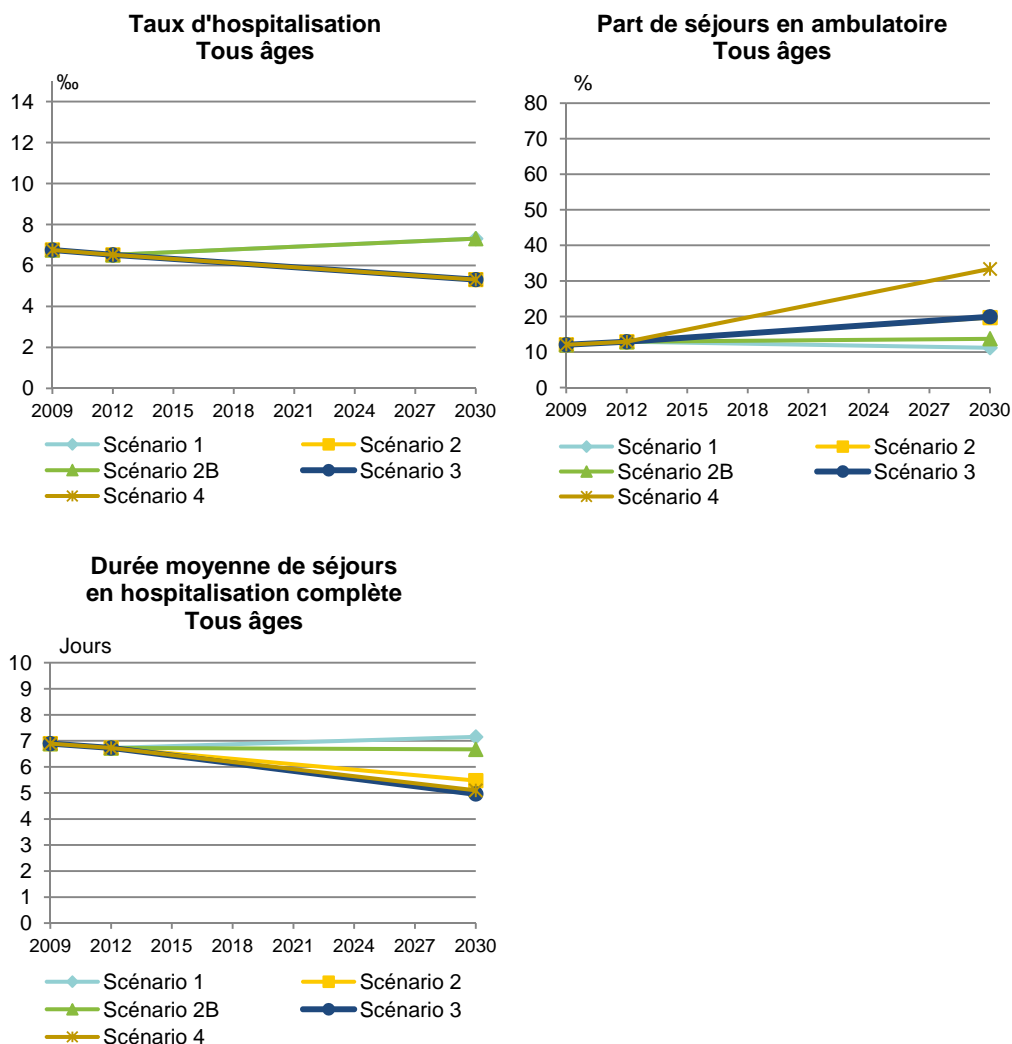 Taux d'hospitalisation
Tous âges
‰
14
12
10
8
6
4
2
0
2009 2012 2015 2018 2021 2024 2027 2030
Scénario 1 Scénario 2
Scénario 2B Scénario 3
Scénario 4
Part de séjours en ambulatoire
Tous âges
%
80
70
60
50
40
30
20
10
0
2009 2012 2015 2018 2021 2024 2027 2030
Scénario 1 Scénario 2
Scénario 2B Scénario 3
Scénario 4
Durée moyenne de séjours
en hospitalisation complète
Tous âges
Jours
10
9
8
7
6
5
4
3
2
1
0
2009 2012 2015 2018 2021 2024 2027 2030
Scénario 1 Scénario 2
Scénario 2B Scénario 3
Scénario 4